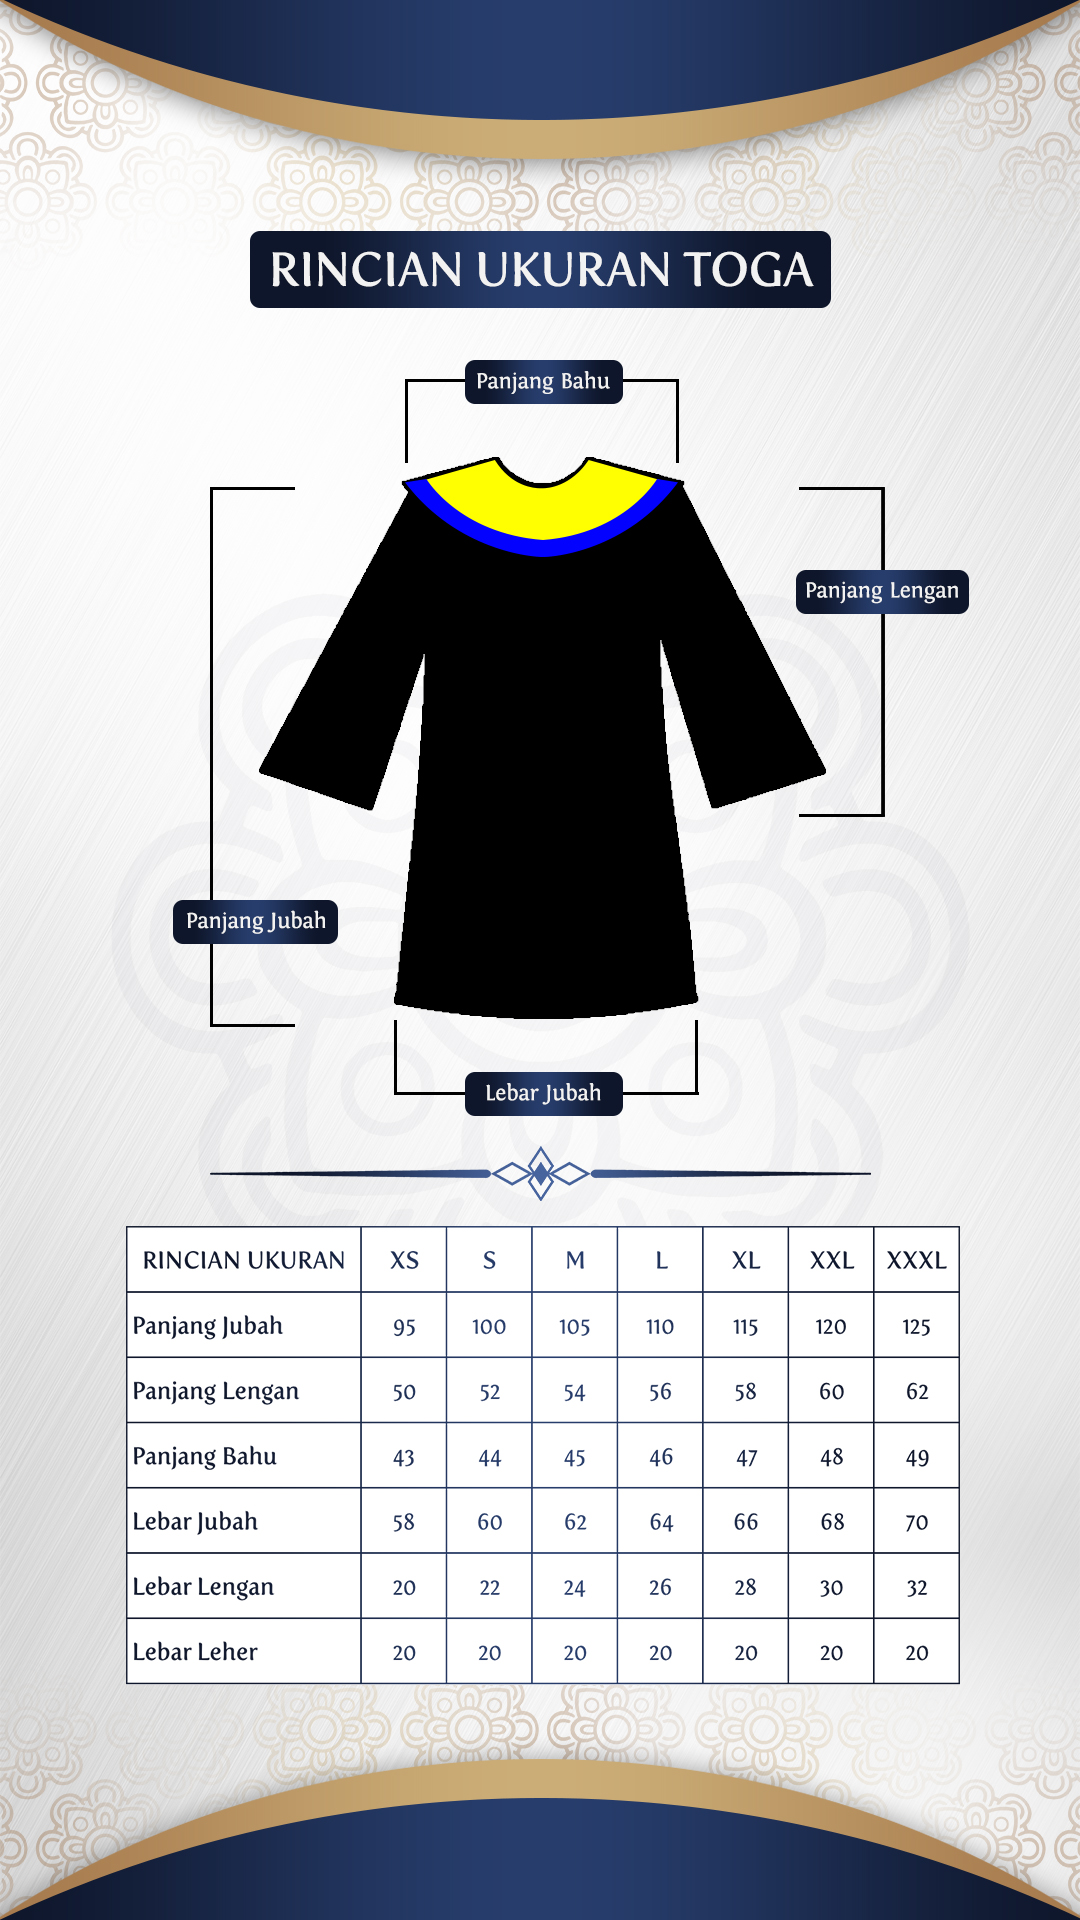 RINCIAN UKURAN TOGA
Panjang Bahu
Panjang Lengan
Panjang Jubah
Lebar Jubah
RINCIAN UKURAN XS S M L XL XXL XXXL
Panjang Jubah 95 100 105 110 115 120 125
Panjang Lengan 50 52 54 56 58 60 62
Panjang Bahu 43 44 45 46 47 48 49
Lebar Jubah 58 60 62 64 66 68 70
Lebar Lengan 20 22 24 26 28 30 32
Lebar Leher 20 20 20 20 20 20 20